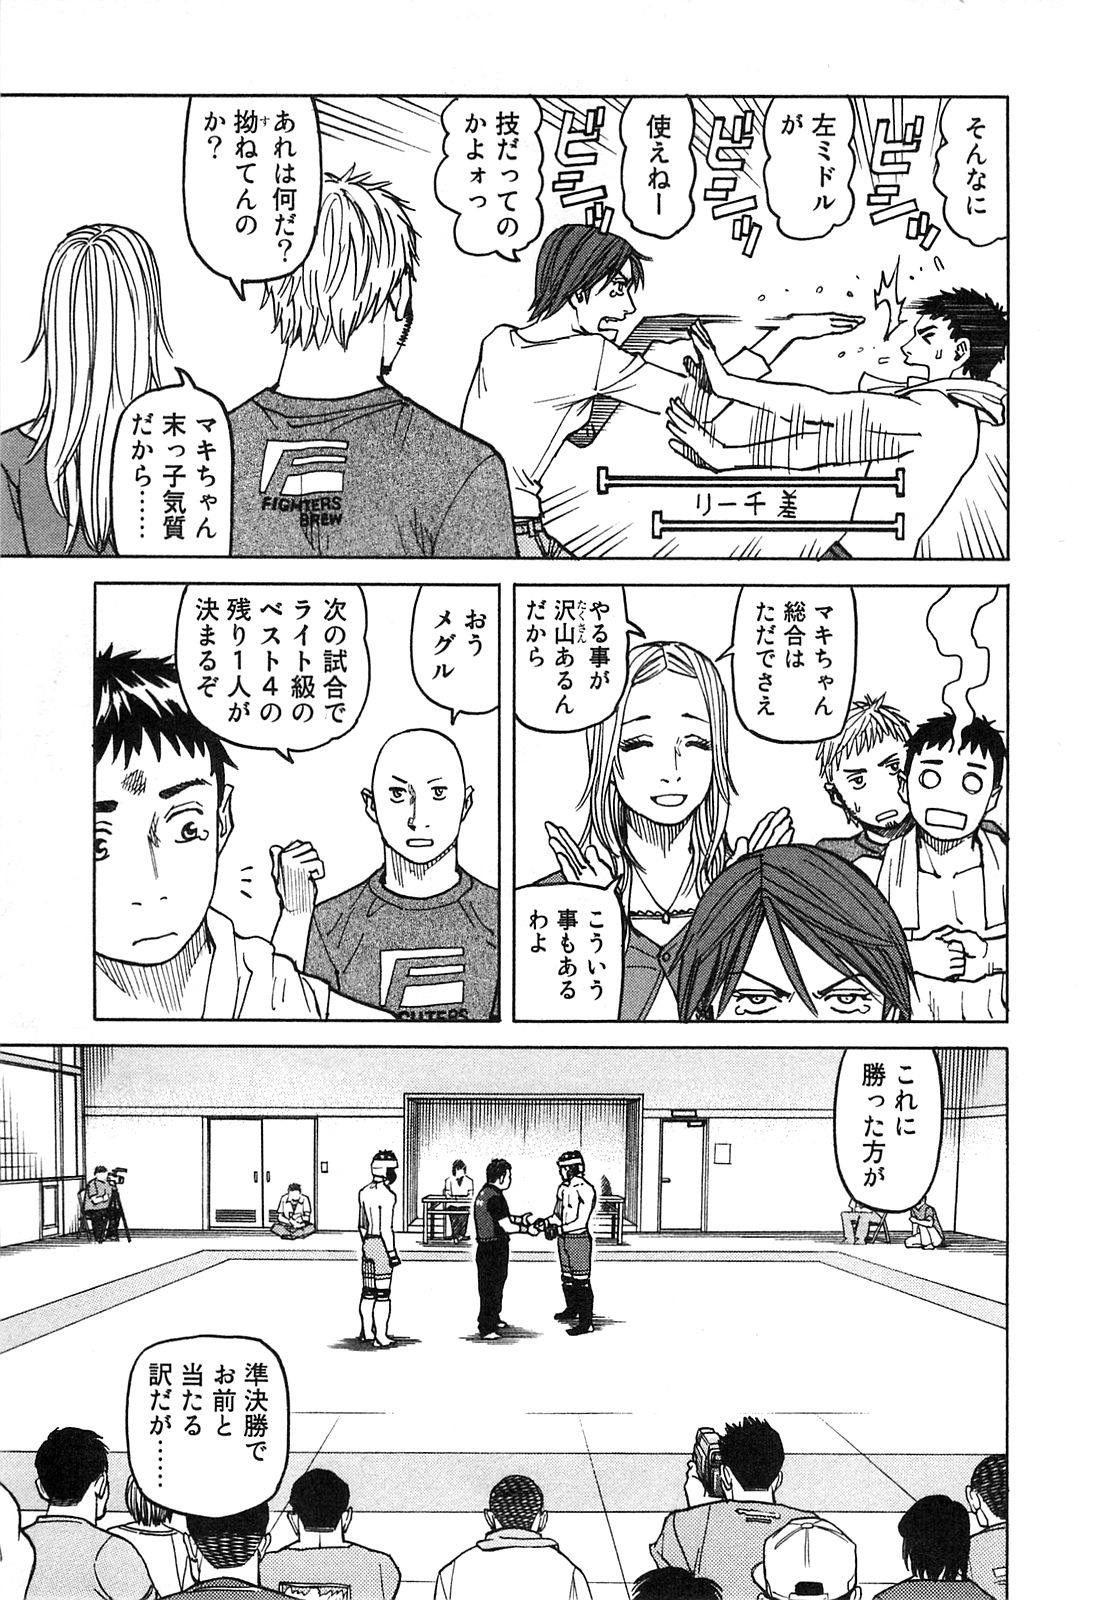 そんなに
左ミドル
が
使えねー
技だっての
かよォっ
ビシッ
ビシッ
ビシッ
リーチ差
あれは何だ?
拗ねてんの
か?
す
FIGHTERS
BREW
マキちゃん
末っ子気質
だから……
マキちゃん
総合は
ただでさえ
やる事が
沢山あるん
たくさん
だから
こういう
事もある
わよ
おう
メグル
次の試合で
ライト級の
ベスト4の
残り1人が
決まるぞ
これに
勝った方が
準決勝で
お前と
当たる
訳だが……